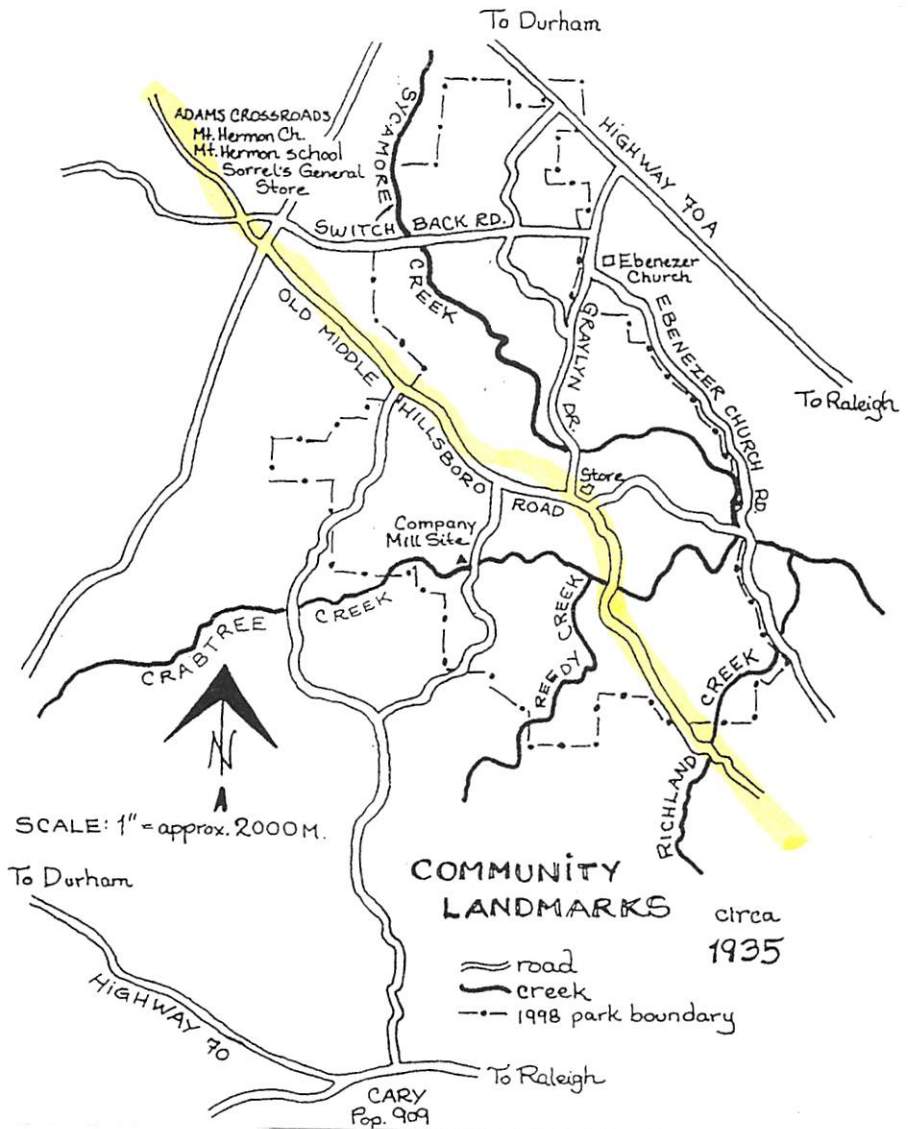 To Durham
HIGHWAY 70A
To Raleigh
ADAMS CROSSROADS
Mt. Hermon Ch.
Mt. Hermon school
Sorrel's General
Store
SYCAMORE
CREEK
SWITCH BACK RD.
Ebenezer
Church
EBENEZER CHURCH RD
GRAYLYN DR.
OLD MIDDLE
HILLSBORO
ROAD
Store
Company
Mill Site
CRABTREE
CREEK
REEDY CREEK
RICHLAND
CREEK
N
SCALE: 1"=approx. 2000 M.
COMMUNITY
LANDMARKS
circa
1935
road
creek
1998 park boundary
To Durham
HIGHWAY 70
To Raleigh
CARY
Pop. 909